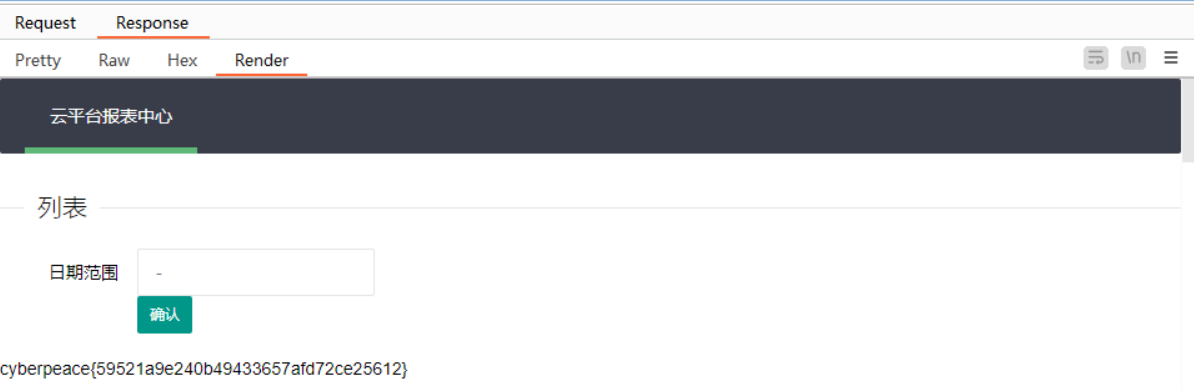 Request Response
Pretty Raw Hex Render \n
云平台报表中心
列表
日期范围 -
确认
cyberpeace{59521a9e240b49433657afd72ce25612}